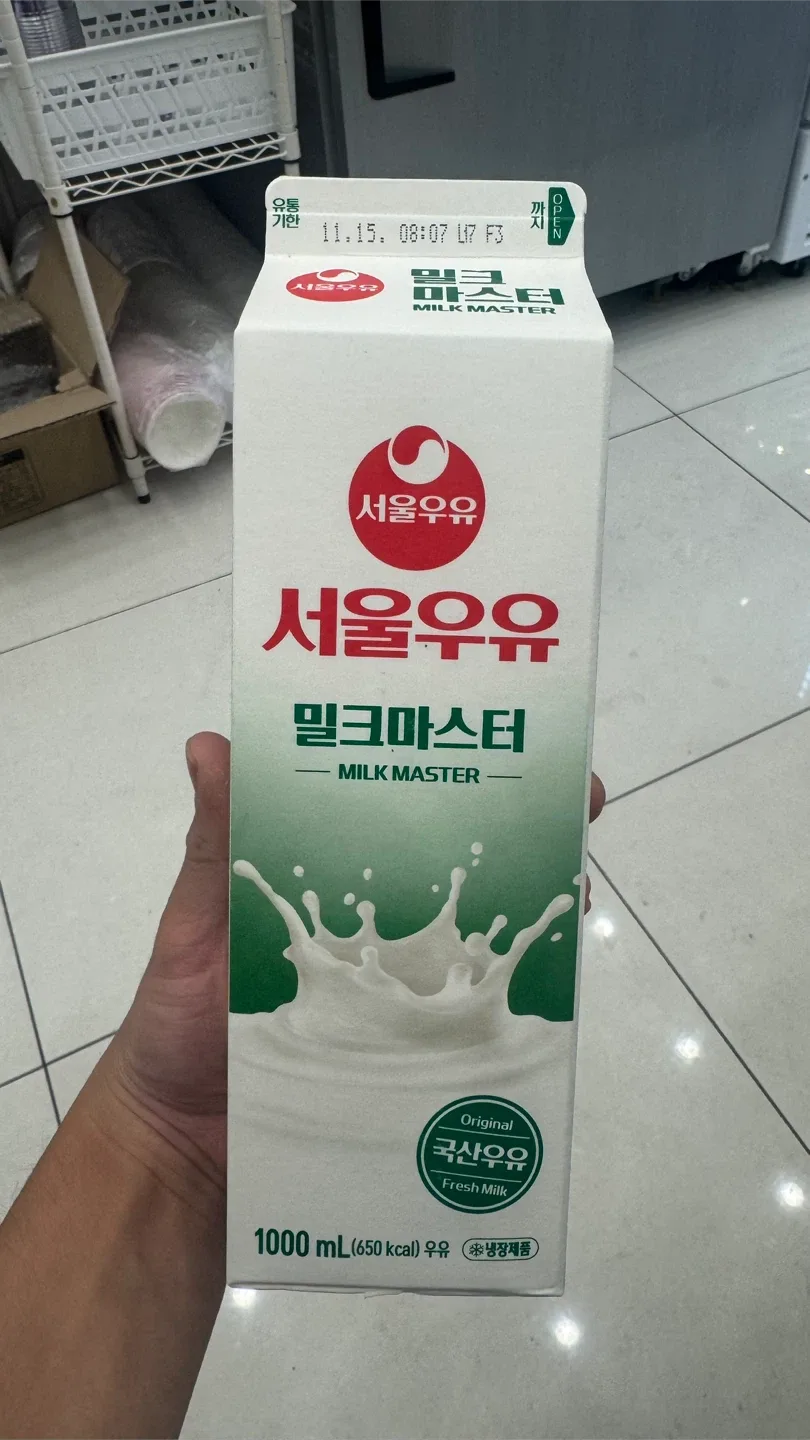 유통
기한
11.15. 08:07 L17 F3
까
지
OPEN
서울우유
밀크
마스터
MILK MASTER
서울우유
서울우유
밀크마스터
MILK MASTER
Original
국산우유
Fresh Milk
1000 mL(650 kcal) 우유 냉장제품